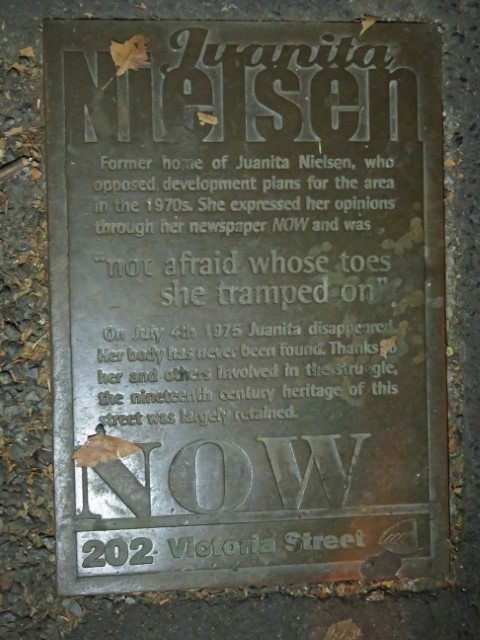 Juanita
Nielsen
Former home of Juanita Nielsen, who
opposed development plans for the area
in the 1970s. She expressed her opinions
through her newspaper NOW and was
"not afraid whose toes
she tramped on"
On July 4th 1975 Juanita disappeared.
Her body has never been found. Thanks to
her and others involved in the struggle,
the nineteenth century heritage of this
street was largely retained.
NOW
202 Victoria Street